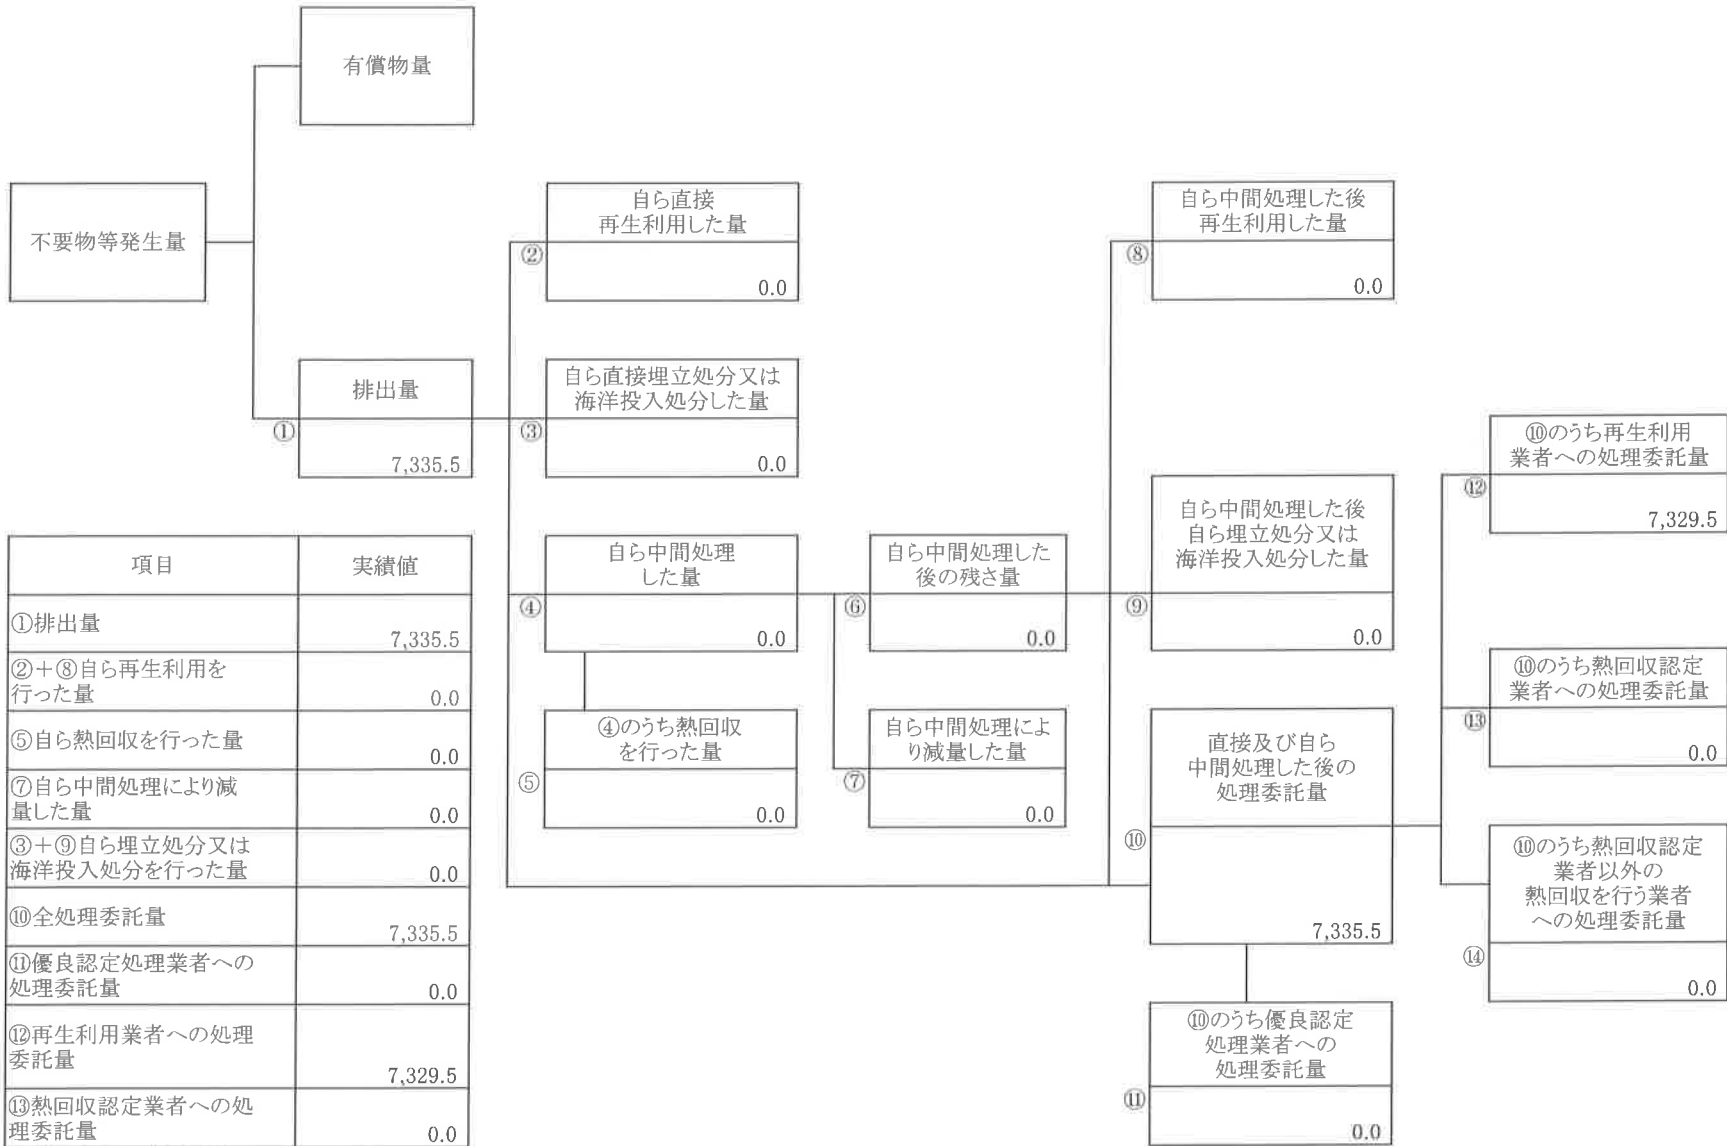 有償物量
不要物等発生量
排出量
①
7,335.5
自ら直接
再生利用した量
②
0.0
自ら直接埋立処分又は
海洋投入処分した量
③
0.0
自ら中間処理
した量
④
0.0
④のうち熱回収
を行った量
⑤
0.0
自ら中間処理した
後の残さ量
⑥
0.0
自ら中間処理によ
り減量した量
⑦
0.0
自ら中間処理した後
再生利用した量
⑧
0.0
自ら中間処理した後
自ら埋立処分又は
海洋投入処分した量
⑨
0.0
直接及び自ら
中間処理した後の
処理委託量
⑩
7,335.5
⑩のうち優良認定
処理業者への
処理委託量
⑪
0.0
⑩のうち再生利用
業者への処理委託量
⑫
7,329.5
⑩のうち熱回収認定
業者への処理委託量
⑬
0.0
⑩のうち熱回収認定
業者以外の
熱回収を行う業者
への処理委託量
⑭
0.0
項目 実績値
①排出量
7,335.5
②＋⑧自ら再生利用を
行った量
0.0
⑤自ら熱回収を行った量
0.0
⑦自ら中間処理により減
量した量
0.0
③＋⑨自ら埋立処分又は
海洋投入処分を行った量
0.0
⑩全処理委託量
7,335.5
⑪優良認定処理業者への
処理委託量
0.0
⑫再生利用業者への処理
委託量
7,329.5
⑬熱回収認定業者への処
理委託量
0.0